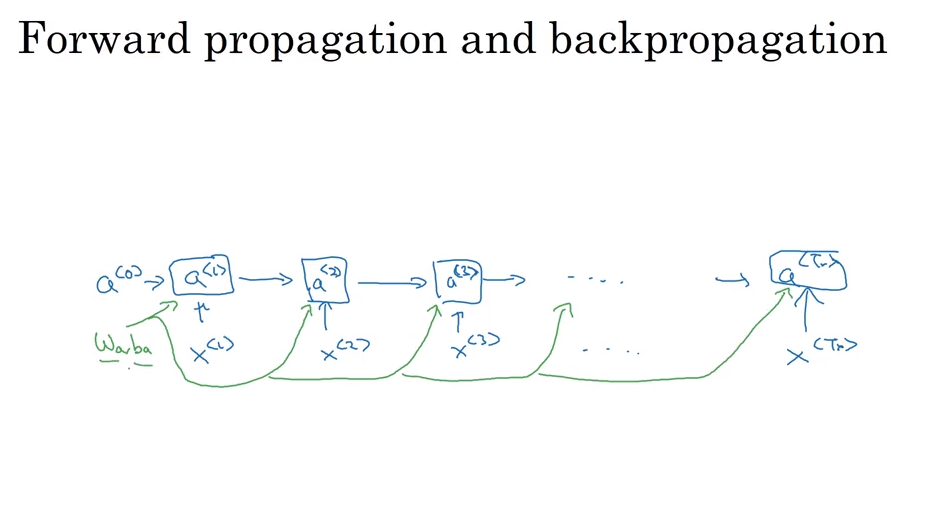 Forward propagation and backpropagation
a<0> → a<1> → a<2> → a<3> → .... → a<Tx>
Wa, ba x<1> x<2> x<3> .... x<Tx>